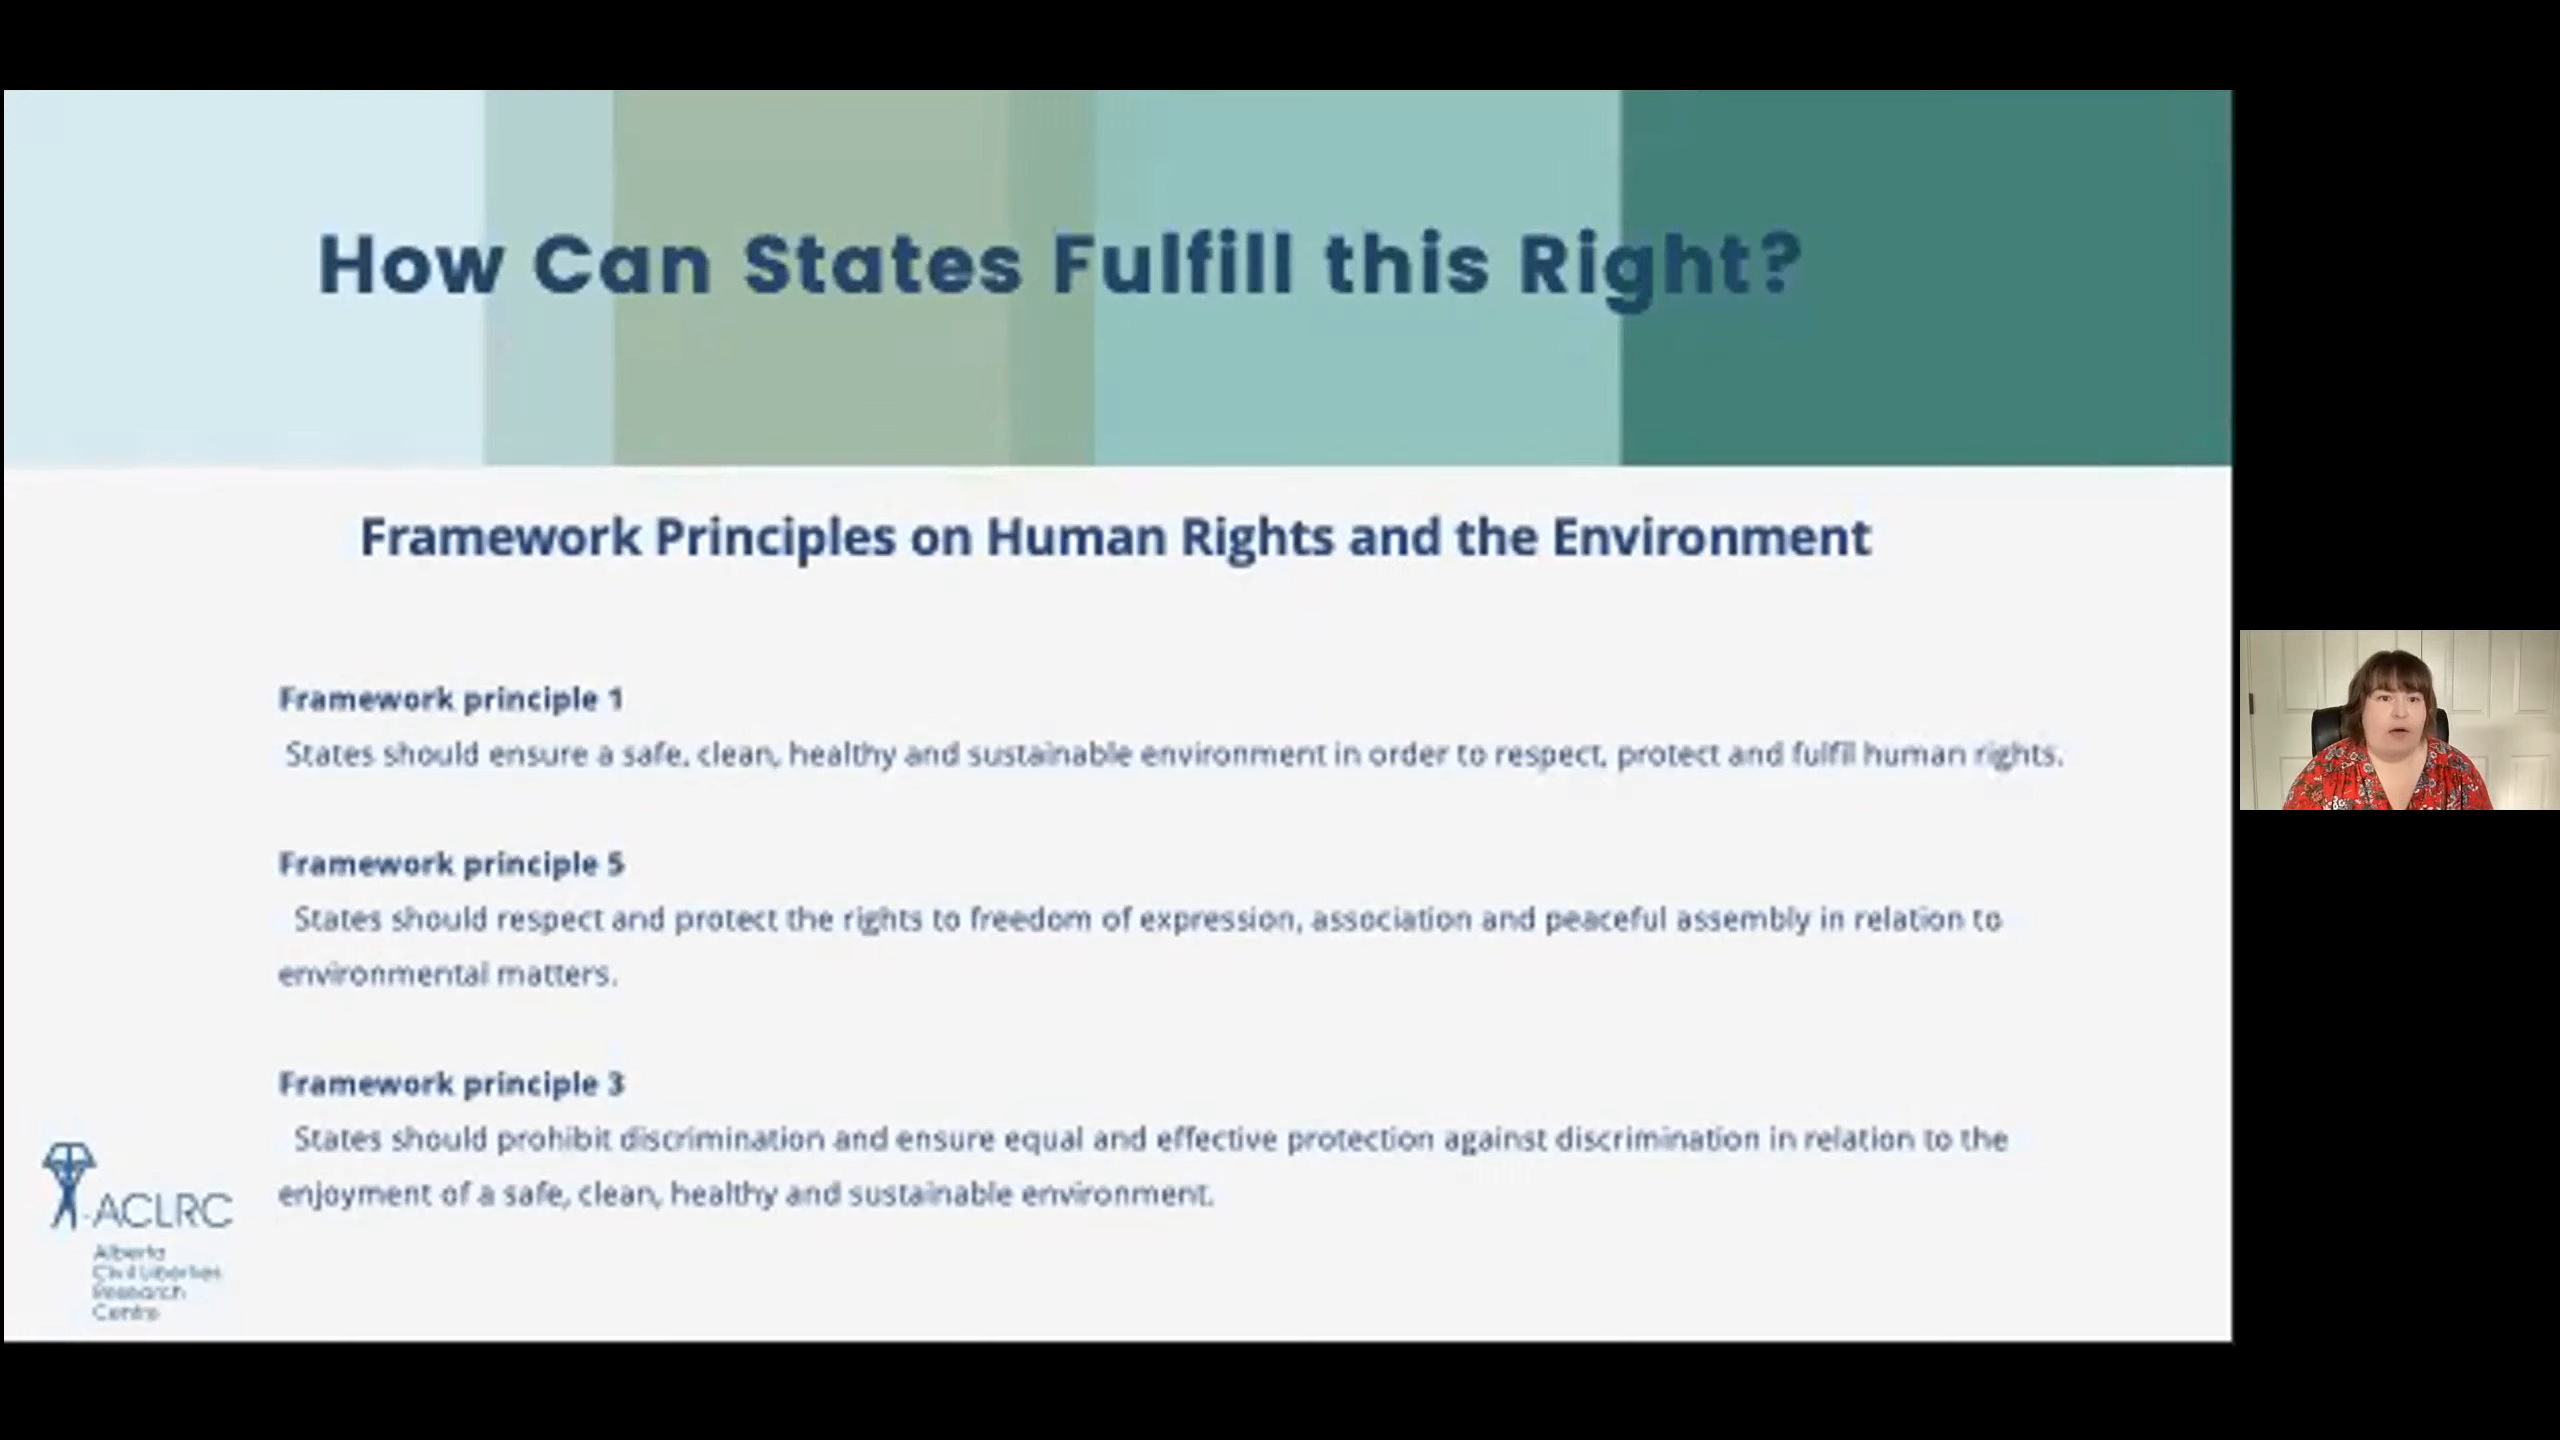 How Can States Fulfill this Right?
Framework Principles on Human Rights and the Environment
Framework principle 1
States should ensure a safe, clean, healthy and sustainable environment in order to respect, protect and fulfil human rights.
Framework principle 5
States should respect and protect the rights to freedom of expression, association and peaceful assembly in relation to
environmental matters.
Framework principle 3
States should prohibit discrimination and ensure equal and effective protection against discrimination in relation to the
enjoyment of a safe, clean, healthy and sustainable environment.
ACLRC
Alberta
Civil Liberties
Research
Centre